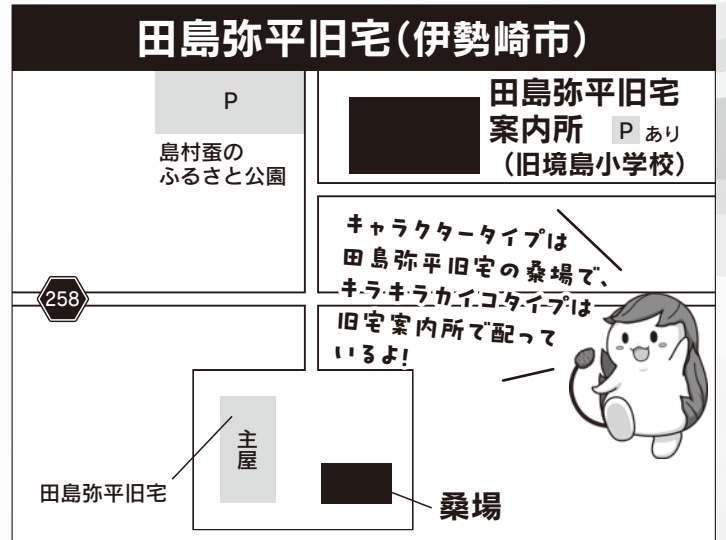 田島弥平旧宅(伊勢崎市)
P
島村蚕の
ふるさと公園
田島弥平旧宅
案内所 P あり
(旧境島小学校)
キャラクタータイプは
田島弥平旧宅の桑場で、
キラキラカイコタイプは
旧宅案内所で配って
いるよ!
258
主屋
田島弥平旧宅
桑場